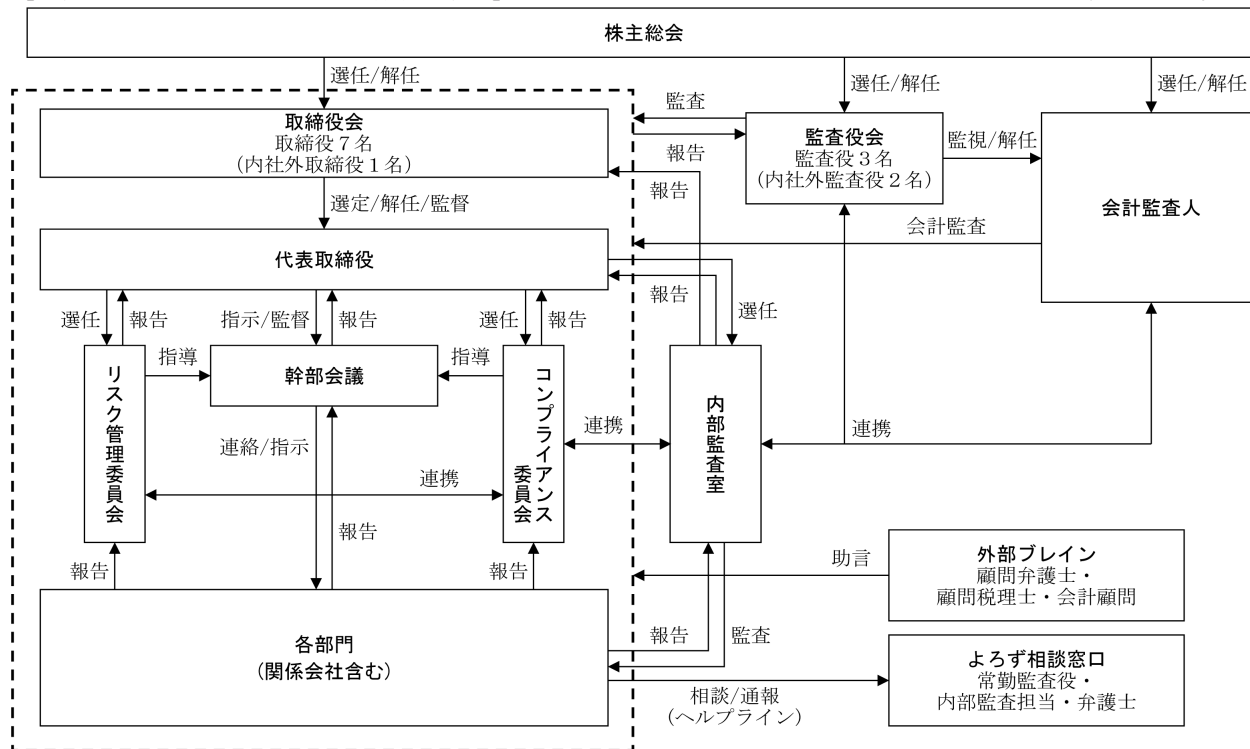 株主総会
選任/解任
選任/解任
選任/解任
取締役会
取締役７名
(内社外取締役１名)
監査
報告
監査役会
監査役３名
(内社外監査役２名)
監視/解任
会計監査人
報告
選定/解任/監督
会計監査
代表取締役
報告
選任
選任
報告
指示/監督
報告
選任
報告
リスク管理委員会
指導
幹部会議
指導
コンプライアンス
委員会
連携
内部監査室
連携
連絡/指示
連携
報告
報告
報告
助言
外部ブレイン
顧問弁護士・
顧問税理士・会計顧問
各部門
(関係会社含む)
報告
監査
相談/通報
(ヘルプライン)
よろず相談窓口
常勤監査役・
内部監査担当・弁護士